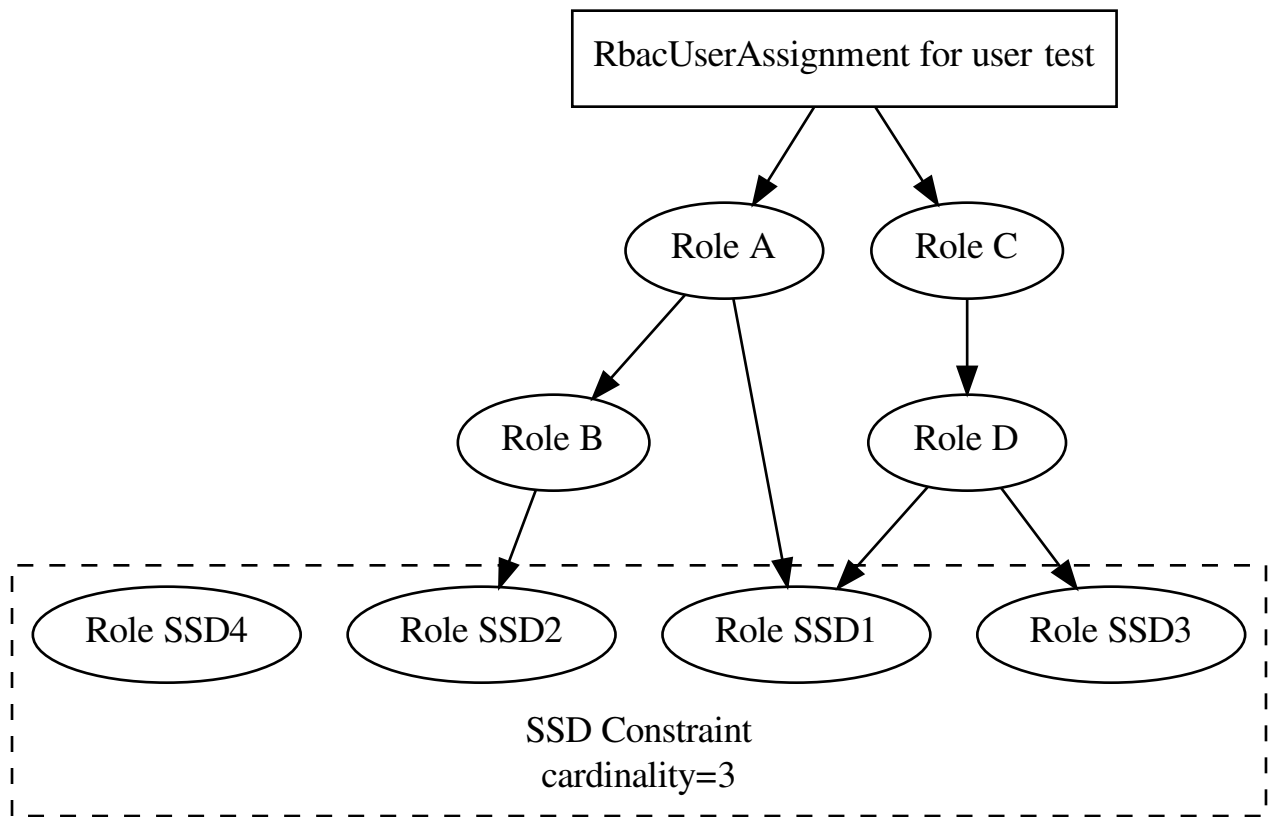 RbacUserAssignment for user test
Role A
Role C
Role B
Role D
Role SSD4
Role SSD2
Role SSD1
Role SSD3
SSD Constraint
cardinality=3